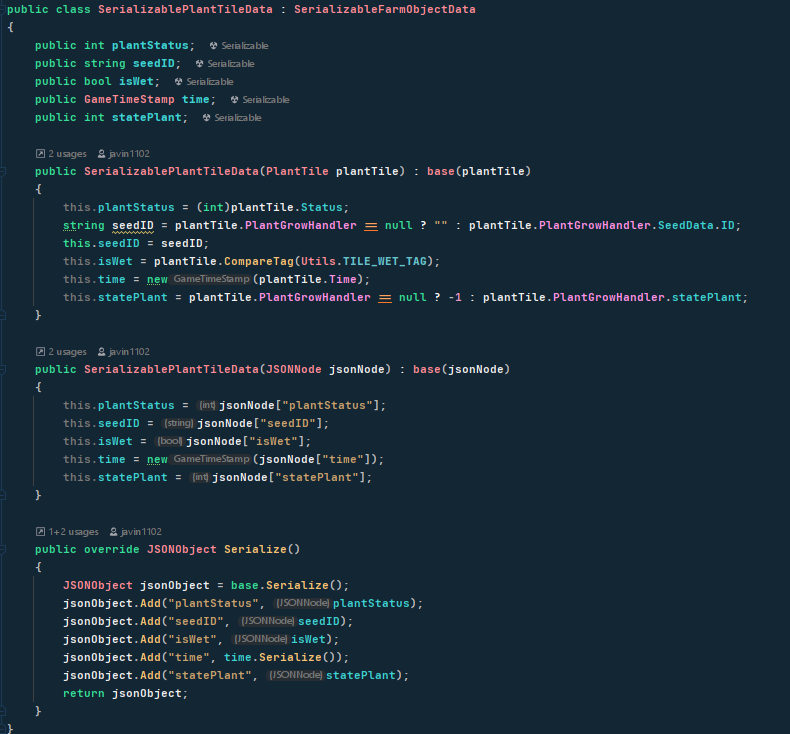 public class SerializablePlantTileData : SerializableFarmObjectData
{
    public int plantStatus; Serializable
    public string seedID; Serializable
    public bool isWet; Serializable
    public GameTimeStamp time; Serializable
    public int statePlant; Serializable
    2 usages javin1102
    public SerializablePlantTileData(PlantTile plantTile) : base(plantTile)
    {
        this.plantStatus = (int)plantTile.Status;
        string seedID = plantTile.PlantGrowHandler == null ? "" : plantTile.PlantGrowHandler.SeedData.ID;
        this.seedID = seedID;
        this.isWet = plantTile.CompareTag(Utils.TILE_WET_TAG);
        this.time = new GameTimeStamp(plantTile.Time);
        this.statePlant = plantTile.PlantGrowHandler == null ? -1 : plantTile.PlantGrowHandler.statePlant;
    }
    2 usages javin1102
    public SerializablePlantTileData(JSONNode jsonNode) : base(jsonNode)
    {
        this.plantStatus = (int)jsonNode["plantStatus"];
        this.seedID = (string)jsonNode["seedID"];
        this.isWet = (bool)jsonNode["isWet"];
        this.time = new GameTimeStamp(jsonNode["time"]);
        this.statePlant = (int)jsonNode["statePlant"];
    }
    1+2 usages javin1102
    public override JSONObject Serialize()
    {
        JSONObject jsonObject = base.Serialize();
        jsonObject.Add("plantStatus", (JSONNode)plantStatus);
        jsonObject.Add("seedID", (JSONNode)seedID);
        jsonObject.Add("isWet", (JSONNode)isWet);
        jsonObject.Add("time", time.Serialize());
        jsonObject.Add("statePlant", (JSONNode)statePlant);
        return jsonObject;
    }
}